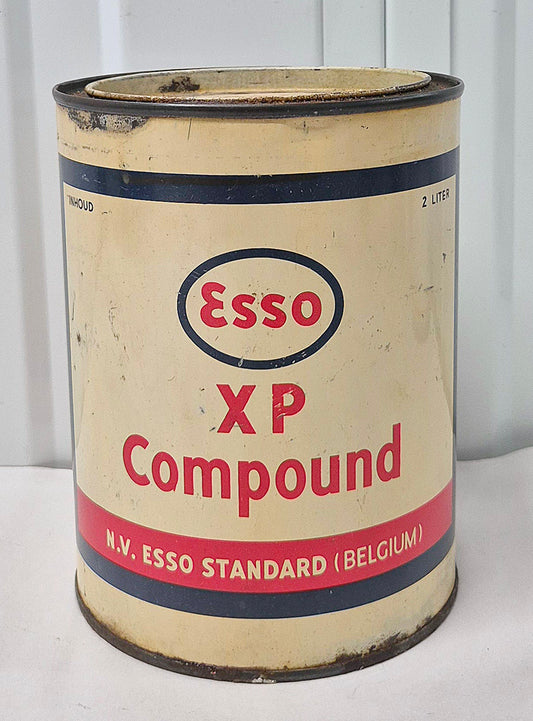 INHOUD
2 LITER
Esso
XP
Compound
N.V. ESSO STANDARD (BELGIUM)